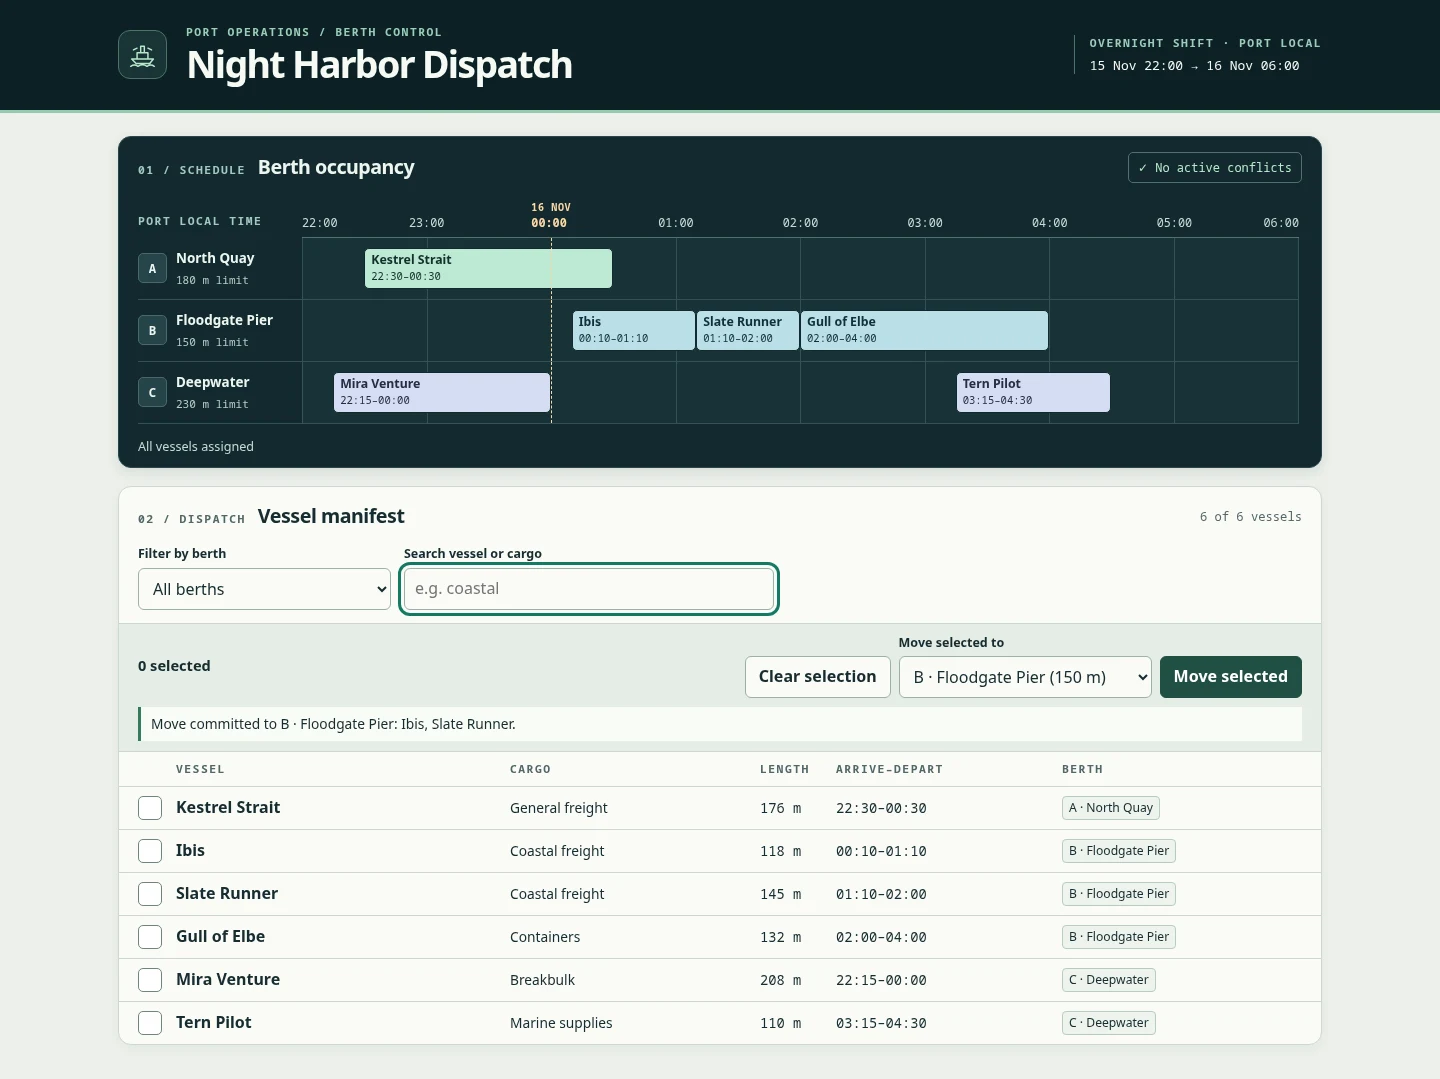 PORT OPERATIONS / BERTH CONTROL
Night Harbor Dispatch
OVERNIGHT SHIFT · PORT LOCAL
15 Nov 22:00 → 16 Nov 06:00
01 / SCHEDULE Berth occupancy
✓ No active conflicts
PORT LOCAL TIME
16 NOV
22:00 23:00 00:00 01:00 02:00 03:00 04:00 05:00 06:00
A North Quay
180 m limit
Kestrel Strait
22:30–00:30
B Floodgate Pier
150 m limit
Ibis
00:10–01:10
Slate Runner
01:10–02:00
Gull of Elbe
02:00–04:00
C Deepwater
230 m limit
Mira Venture
22:15–00:00
Tern Pilot
03:15–04:30
All vessels assigned
02 / DISPATCH Vessel manifest
6 of 6 vessels
Filter by berth
All berths
Search vessel or cargo
e.g. coastal
0 selected
Clear selection
Move selected to
B · Floodgate Pier (150 m)
Move selected
Move committed to B · Floodgate Pier: Ibis, Slate Runner.
VESSEL CARGO LENGTH ARRIVE–DEPART BERTH
Kestrel Strait General freight 176 m 22:30–00:30 A · North Quay
Ibis Coastal freight 118 m 00:10–01:10 B · Floodgate Pier
Slate Runner Coastal freight 145 m 01:10–02:00 B · Floodgate Pier
Gull of Elbe Containers 132 m 02:00–04:00 B · Floodgate Pier
Mira Venture Breakbulk 208 m 22:15–00:00 C · Deepwater
Tern Pilot Marine supplies 110 m 03:15–04:30 C · Deepwater